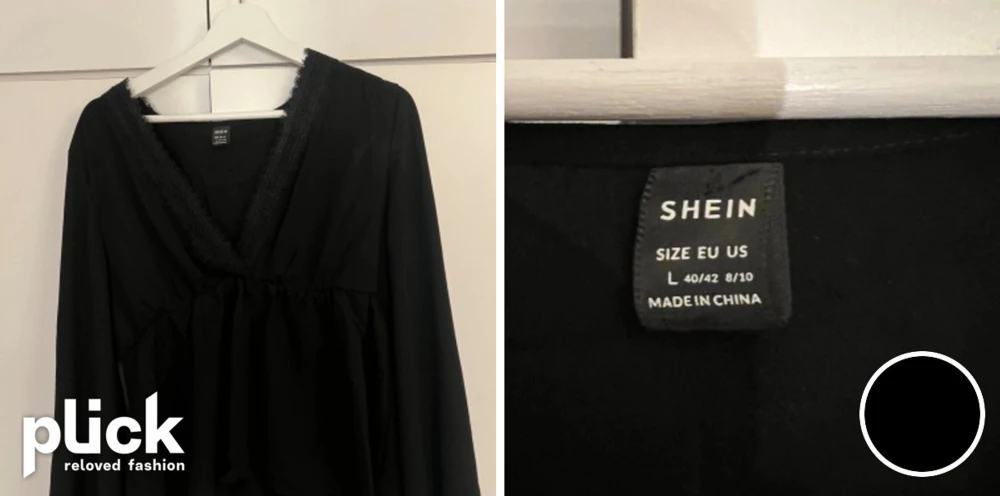 plick
reloved fashion
SHEIN
SIZE EU US
L 40/42 8/10
MADE IN CHINA